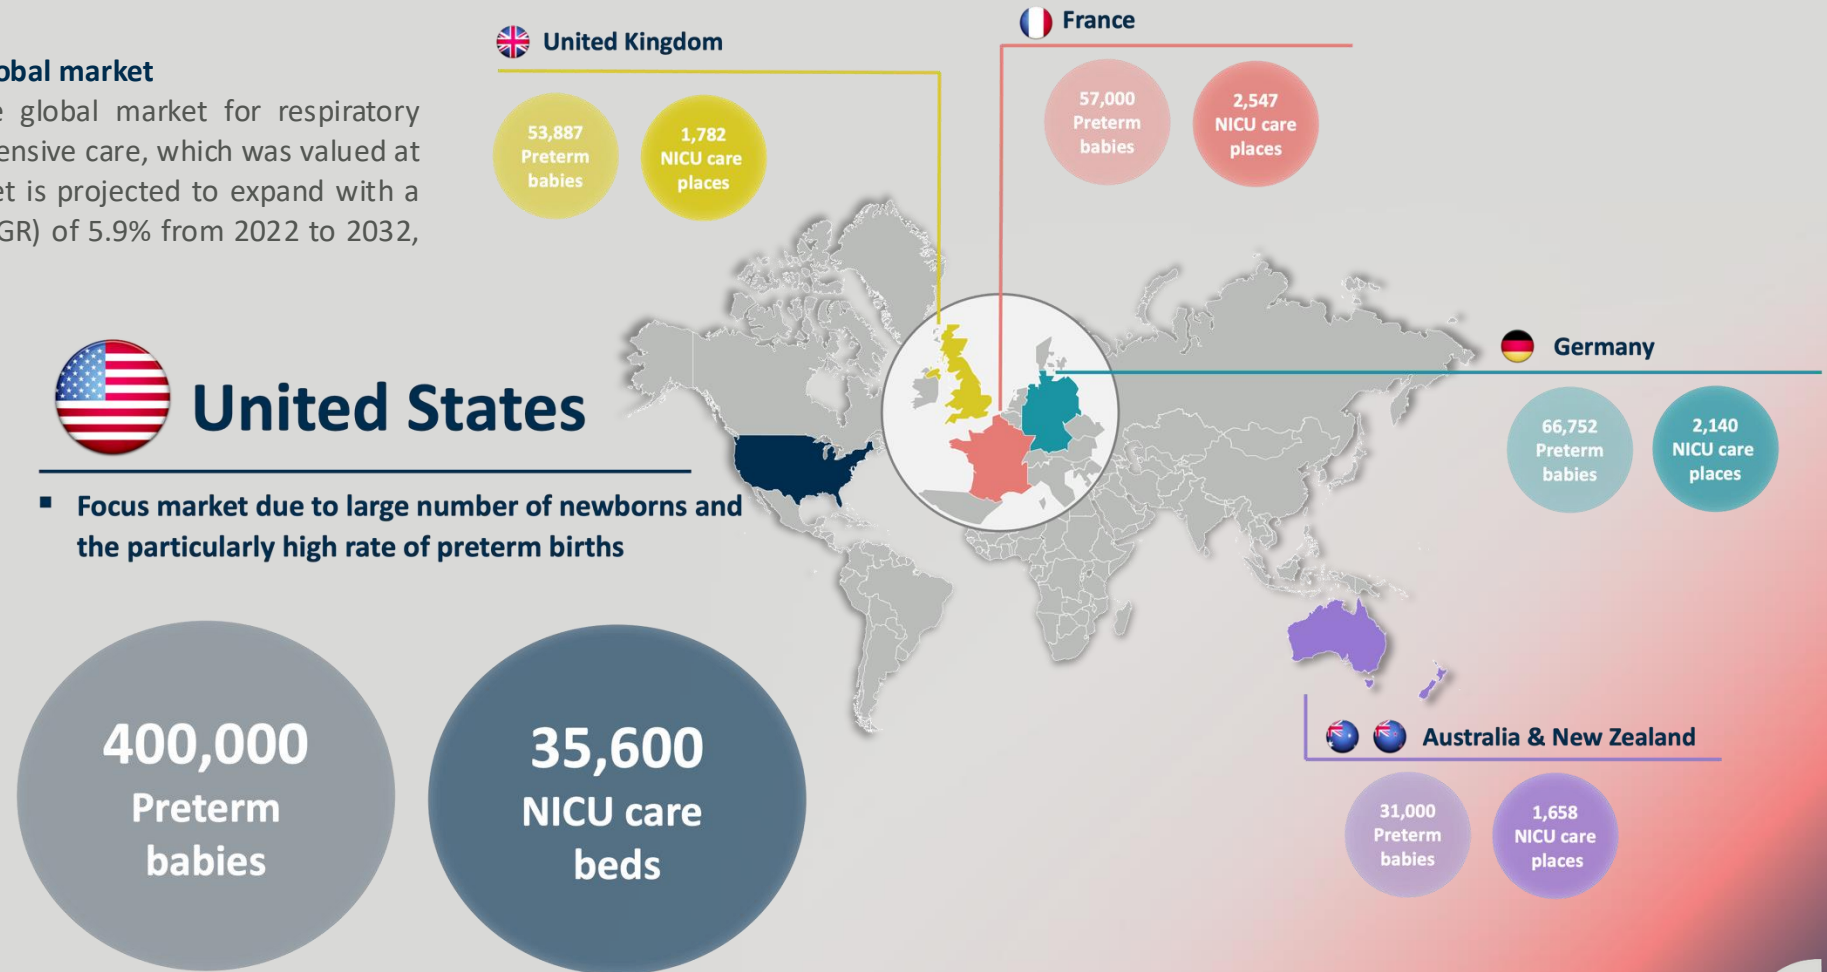 United Kingdom
France
obal market
global market for respiratory
ensive care, which was valued at
et is projected to expand with a
GR) of 5.9% from 2022 to 2032,
53,887
Preterm
babies
1,782
NICU care
places
57,000
Preterm
babies
2,547
NICU care
places
United States
▪ Focus market due to large number of newborns and
the particularly high rate of preterm births
400,000
Preterm
babies
35,600
NICU care
beds
Germany
66,752
Preterm
babies
2,140
NICU care
places
Australia & New Zealand
31,000
Preterm
babies
1,658
NICU care
places